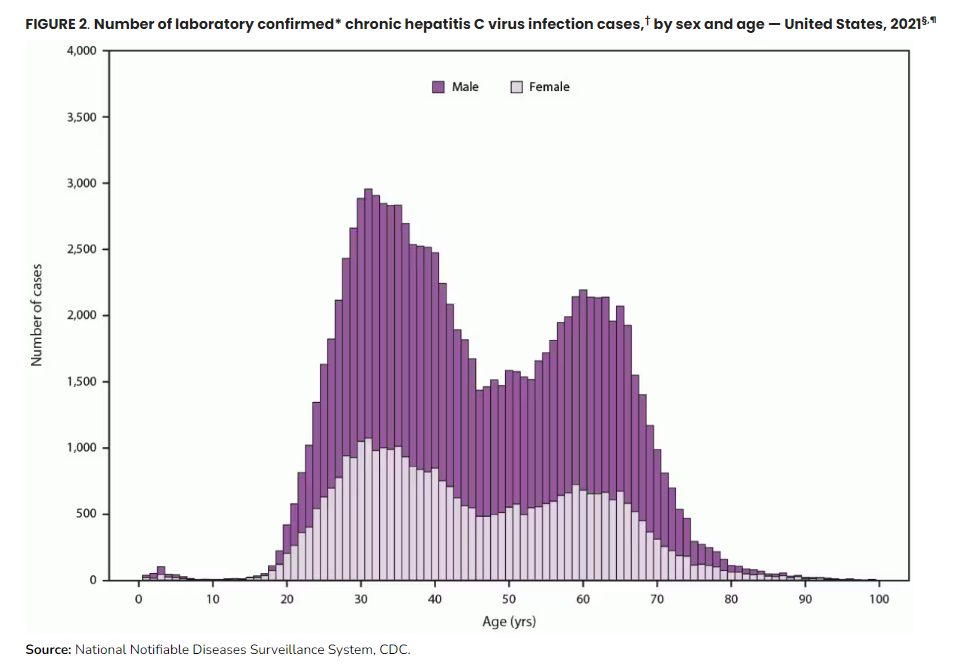 FIGURE 2. Number of laboratory confirmed* chronic hepatitis C virus infection cases,† by sex and age — United States, 2021§,¶
4,000
Male Female
3,500
3,000
2,500
2,000
1,500
1,000
500
0
Number of cases
0 10 20 30 40 50 60 70 80 90 100
Age (yrs)
Source: National Notifiable Diseases Surveillance System, CDC.